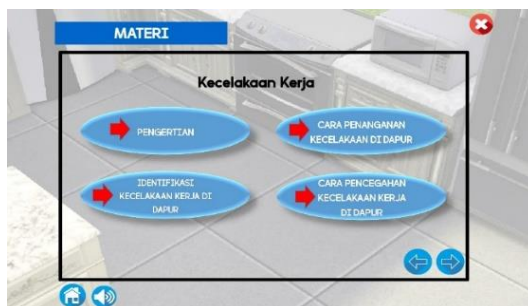 MATERI
Kecelakaan Kerja
PENGERTIAN
CARA PENANGANAN
KECELAKAAN DI DAPUR
IDENTIFIKASI
KECELAKAAN KERJA DI
DAPUR
CARA PENCEGAHAN
KECELAKAAN KERJA
DI DAPUR